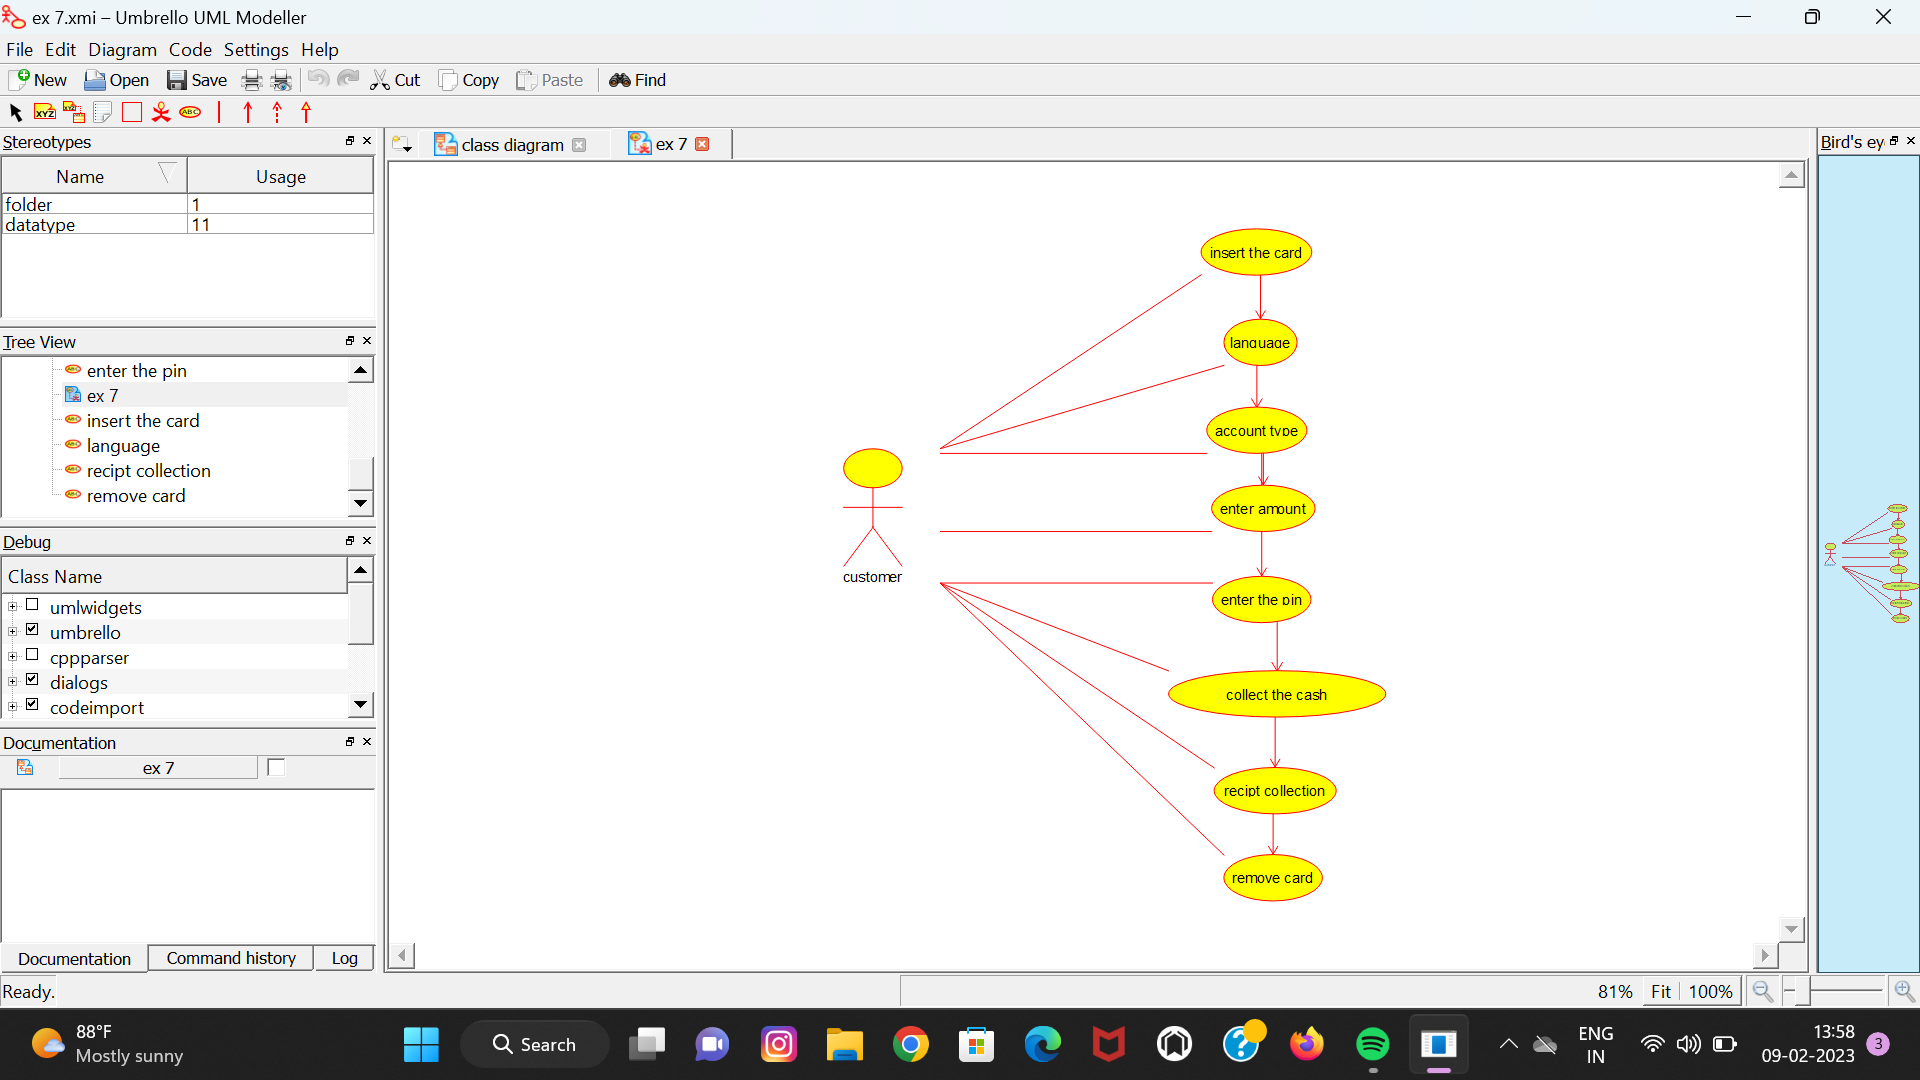 ex 7.xmi – Umbrello UML Modeller
File Edit Diagram Code Settings Help
New Open Save Cut Copy Paste Find
XYZ XYZ ABC
Stereotypes
Name Usage
folder 1
datatype 11
Tree View
enter the pin
ex 7
insert the card
language
recipt collection
remove card
Debug
Class Name
umlwidgets
umbrello
cppparser
dialogs
codeimport
Documentation
ex 7
Documentation Command history Log
Ready.
class diagram ex 7
insert the card
language
account type
enter amount
customer
enter the pin
collect the cash
recipt collection
remove card
Bird's ey
81% Fit 100%
88°F
Mostly sunny
Search
ENG
IN
13:58
09-02-2023
3